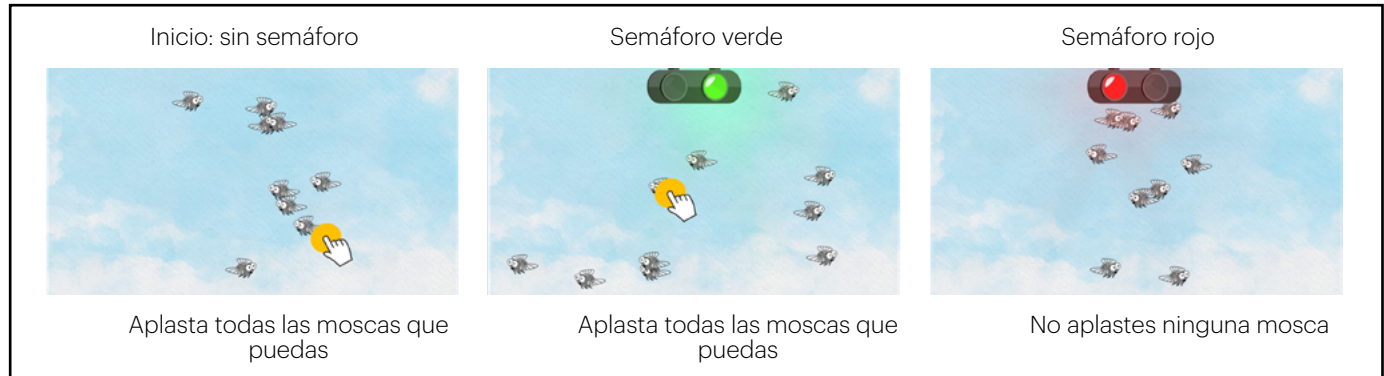 Inicio: sin semáforo
Semáforo verde
Semáforo rojo
Aplasta todas las moscas que
puedas
Aplasta todas las moscas que
puedas
No aplastes ninguna mosca